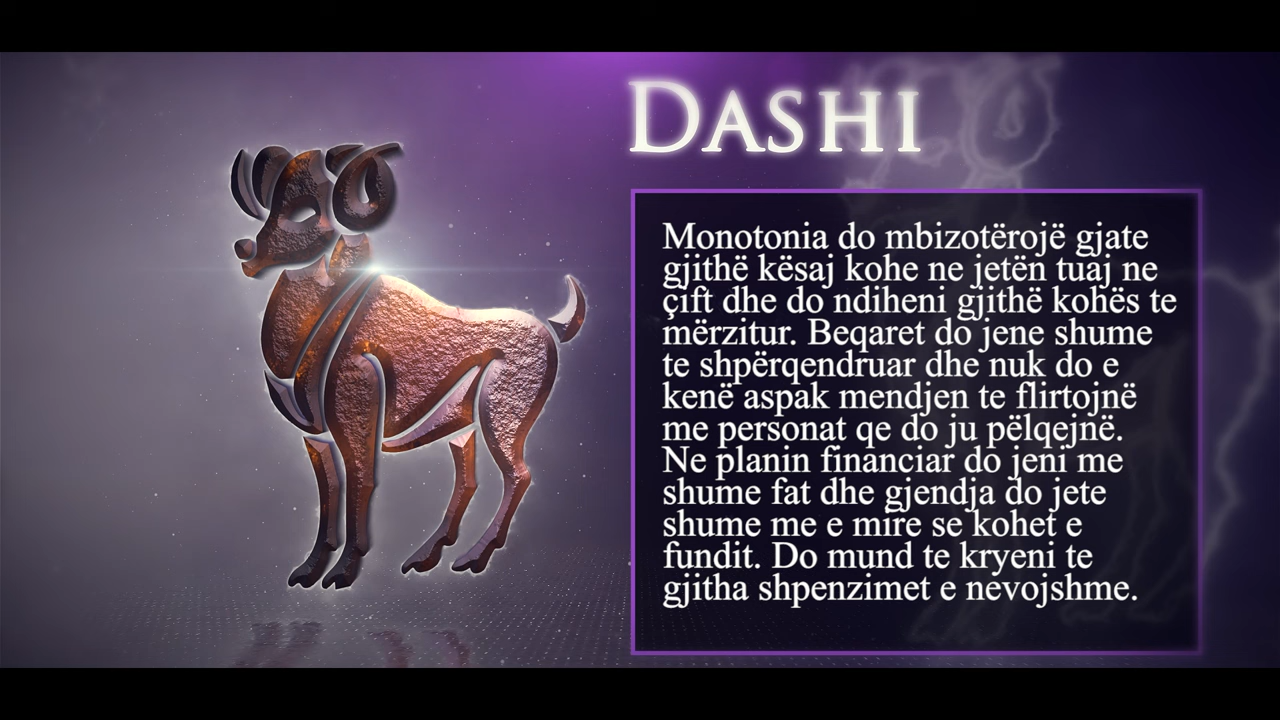 DASHI
Monotonia do mbizotërojë gjate
gjithë kësaj kohe ne jetën tuaj ne
çift dhe do ndiheni gjithë kohës te
mërzitur. Beqaret do jene shume
te shpërqendruar dhe nuk do e
kenë aspak mendjen te flirtojnë
me personat qe do ju pëlqejnë.
Ne planin financiar do jeni me
shume fat dhe gjendja do jete
shume me e mire se kohet e
fundit. Do mund te kryeni te
gjitha shpenzimet e nevojshme.